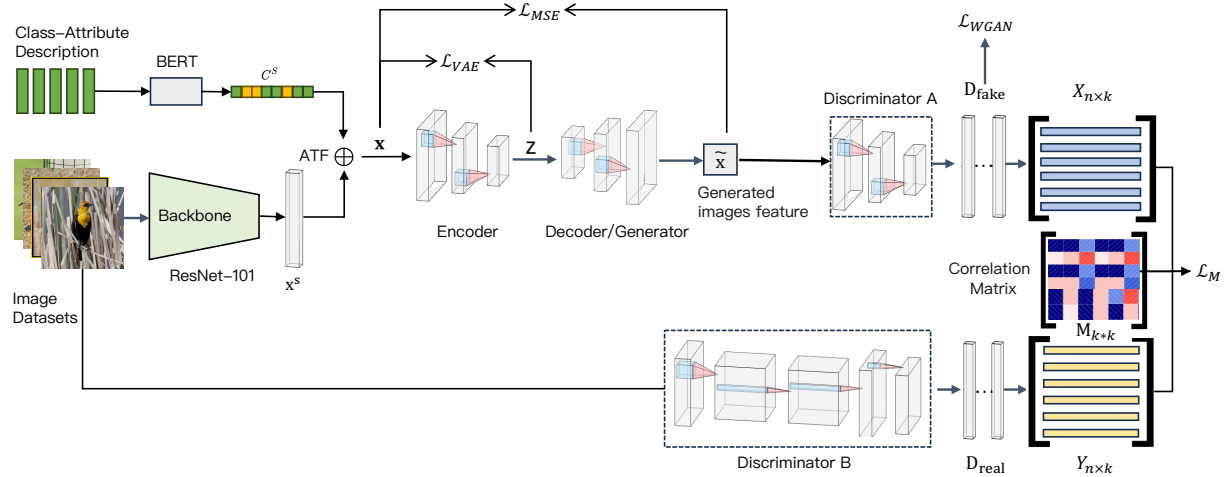 Class–Attribute
Description
BERT
C^S
ATF
x
ℒ_MSE
ℒ_VAE
Z
Encoder
Decoder/Generator
x̃
Generated
images feature
Discriminator A
ℒ_WGAN
D_fake
...
X_{n×k}
Backbone
ResNet–101
x^s
Image
Datasets
Correlation
Matrix
M_{k*k}
ℒ_M
Discriminator B
...
D_real
Y_{n×k}